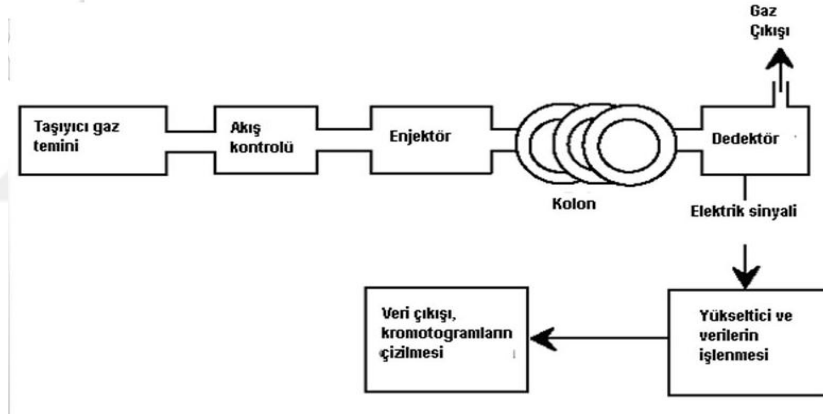 Gaz
Çıkışı
Taşıyıcı gaz
temini
Akış
kontrolü
Enjektör
Dedektör
Kolon
Elektrik sinyali
Veri çıkışı,
kromotogramların
çizilmesi
Yükseltici ve
verilerin
işlenmesi